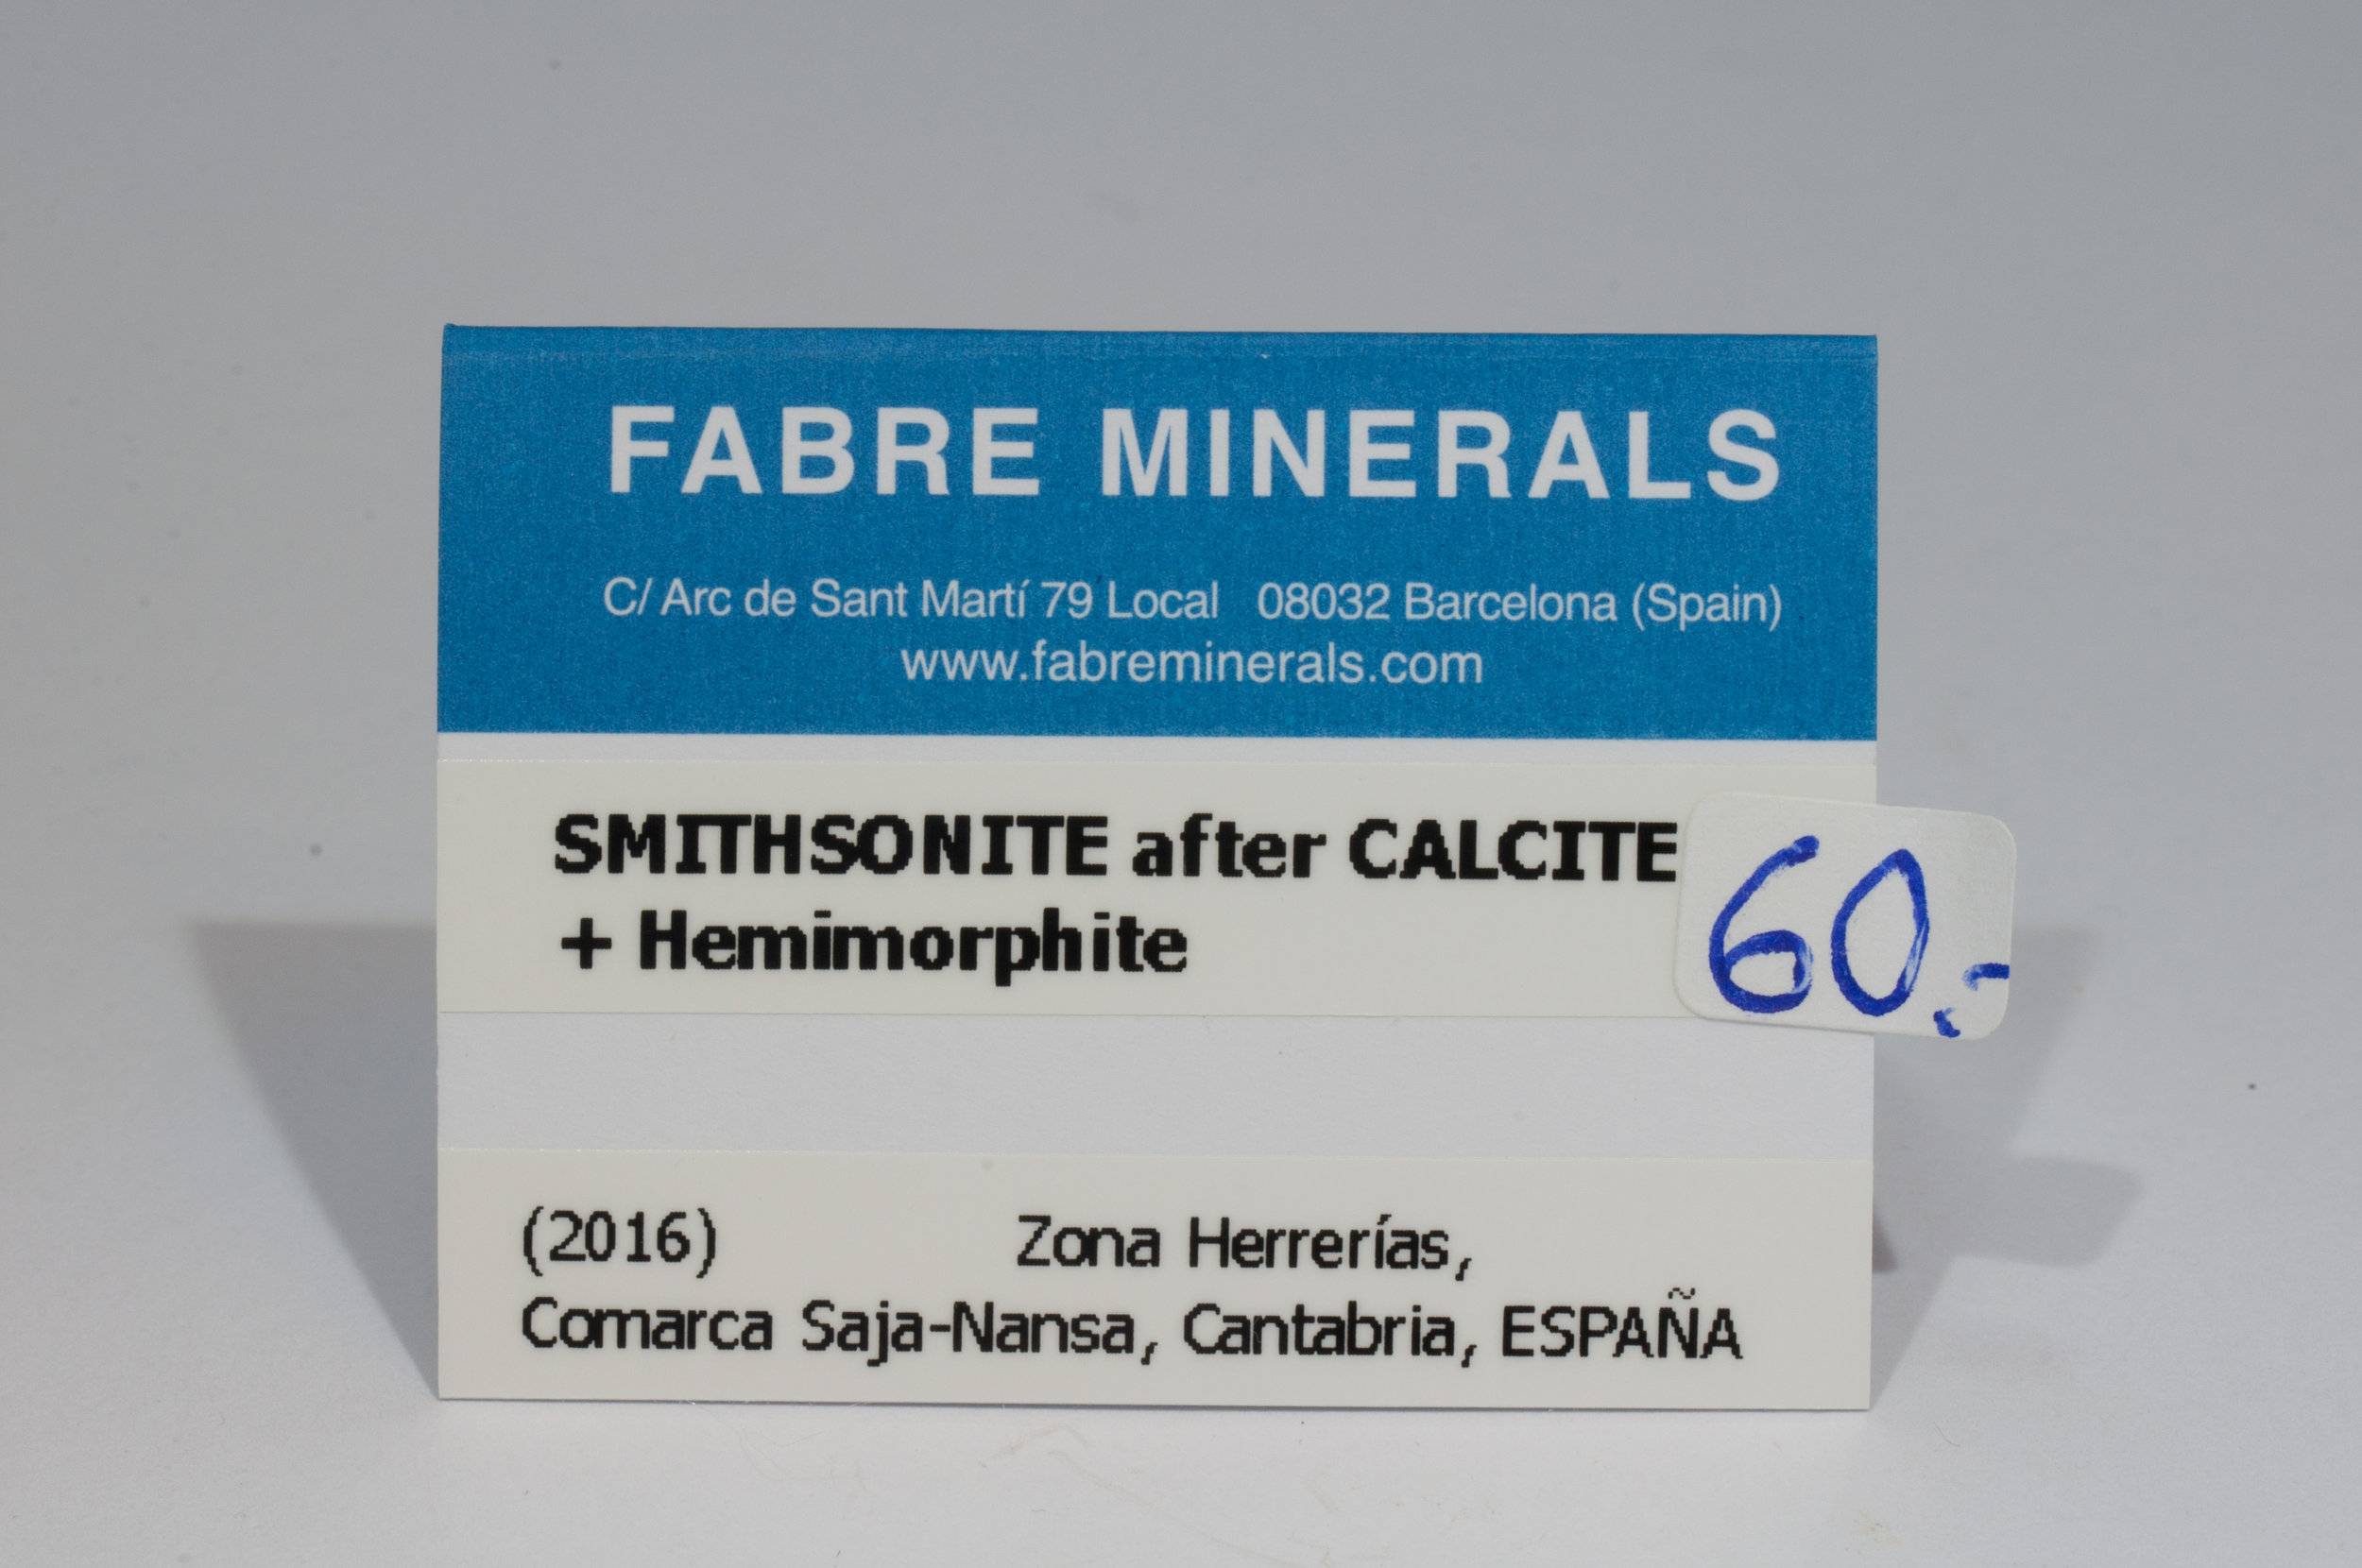 FABRE MINERALS
C/ Arc de Sant Martí 79 Local 08032 Barcelona (Spain)
www.fabreminerals.com
SMITHSONITE after CALCITE
+ Hemimorphite
60.-
(2016) Zona Herrerías,
Comarca Saja-Nansa, Cantabria, ESPAÑA